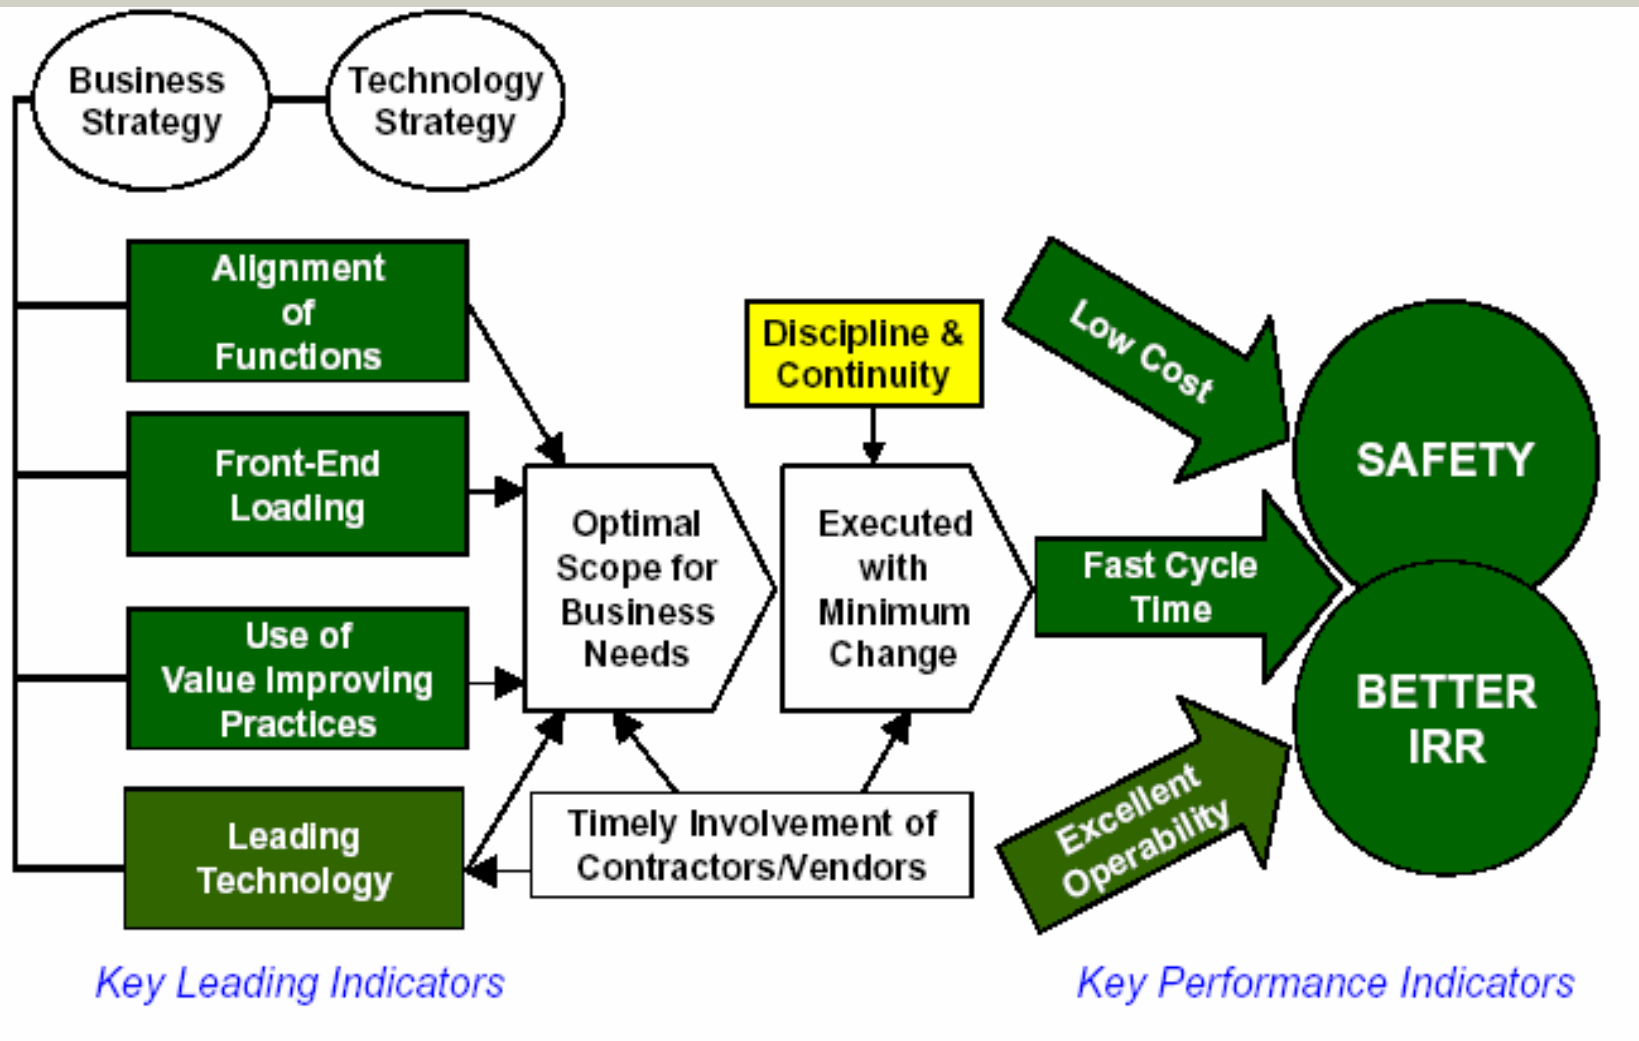 Business
Strategy
Technology
Strategy
Alignment
of
Functions
Front-End
Loading
Use of
Value Improving
Practices
Leading
Technology
Optimal
Scope for
Business
Needs
Discipline &
Continuity
Executed
with
Minimum
Change
Timely Involvement of
Contractors/Vendors
Low Cost
Fast Cycle
Time
Excellent
Operability
SAFETY
BETTER
IRR
Key Leading Indicators
Key Performance Indicators